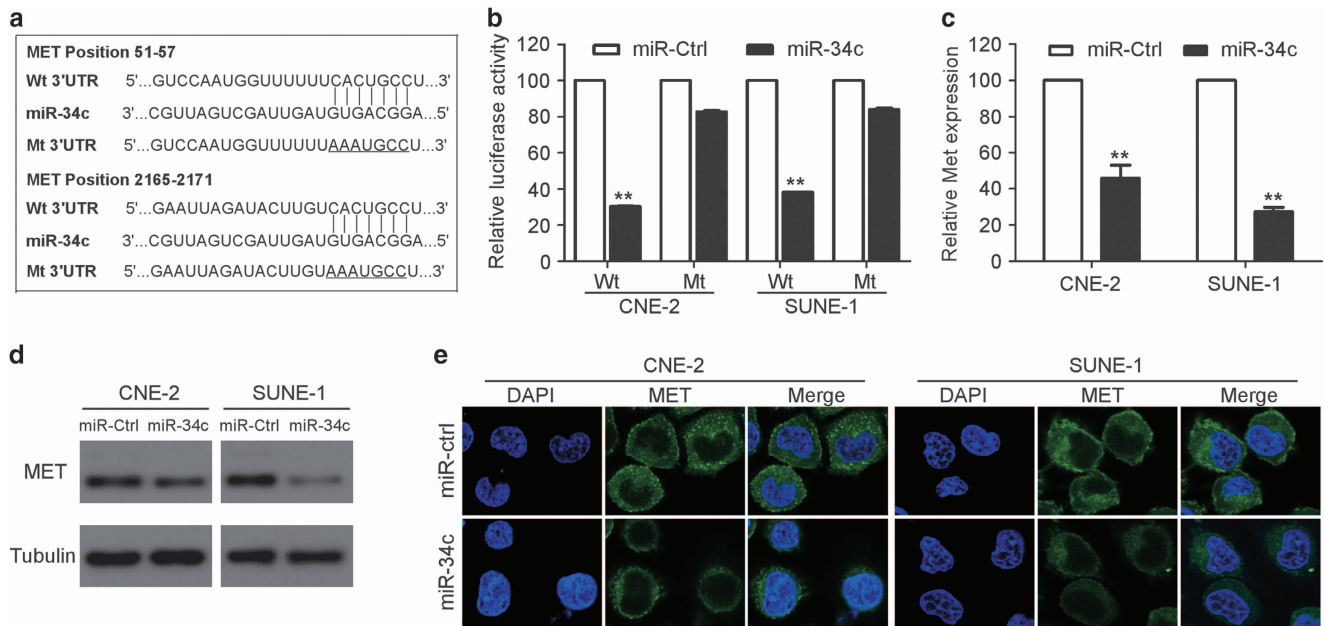 a
MET Position 51-57
Wt 3'UTR 5'...GUCCAAUGGUUUUUUCACUGCCU...3'
miR-34c 3'...CGUUAGUCGAUUGAUGUGACGGA...5'
Mt 3'UTR 5'...GUCCAAUGGUUUUUUAAAUGCCU...3'
MET Position 2165-2171
Wt 3'UTR 5'...GAAUUAGAUACUUGUCACUGCCU...3'
miR-34c 3'...CGUUAGUCGAUUGAUGUGACGGA...5'
Mt 3'UTR 5'...GAAUUAGAUACUUGUAAAUGCCU...3'
b
miR-Ctrl miR-34c
Relative luciferase activity
120
100
80
60
40
20
0
** **
Wt Mt Wt Mt
CNE-2 SUNE-1
c
miR-Ctrl miR-34c
Relative Met expression
120
100
80
60
40
20
0
** **
CNE-2 SUNE-1
d
CNE-2 SUNE-1
miR-Ctrl miR-34c miR-Ctrl miR-34c
MET
Tubulin
e
CNE-2 SUNE-1
DAPI MET Merge DAPI MET Merge
miR-ctrl
miR-34c